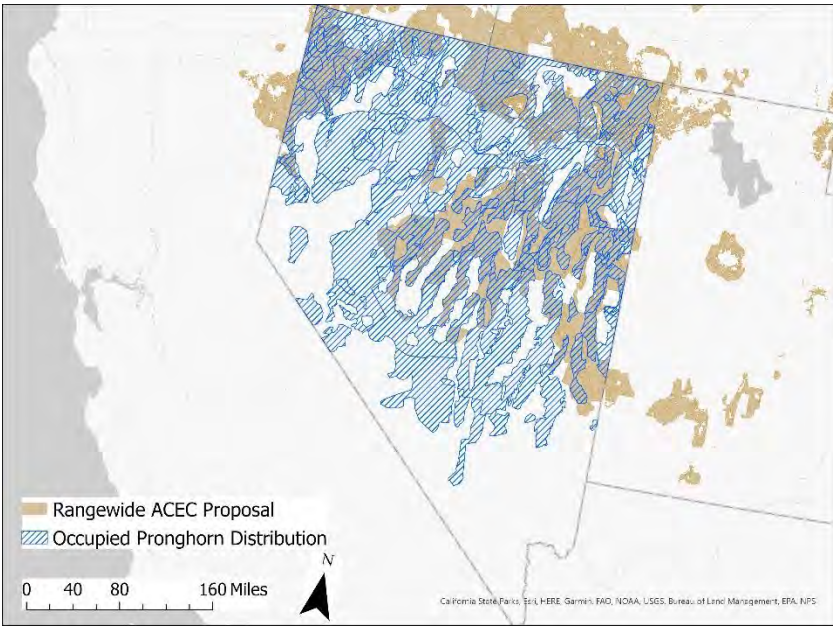 Rangewide ACEC Proposal
Occupied Pronghorn Distribution
N
0 40 80 160 Miles
California State Parks, Esri, HERE, Garmin, FAO, NOAA, USGS, Bureau of Land Management, EPA, NPS